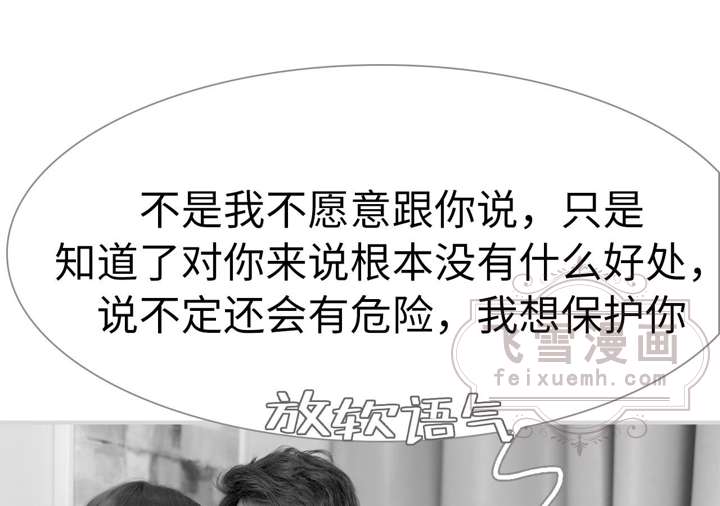 不是我不愿意跟你说，只是
知道了对你来说根本没有什么好处，
说不定还会有危险，我想保护你
飞雪漫画
feixuemh.com
放软语气